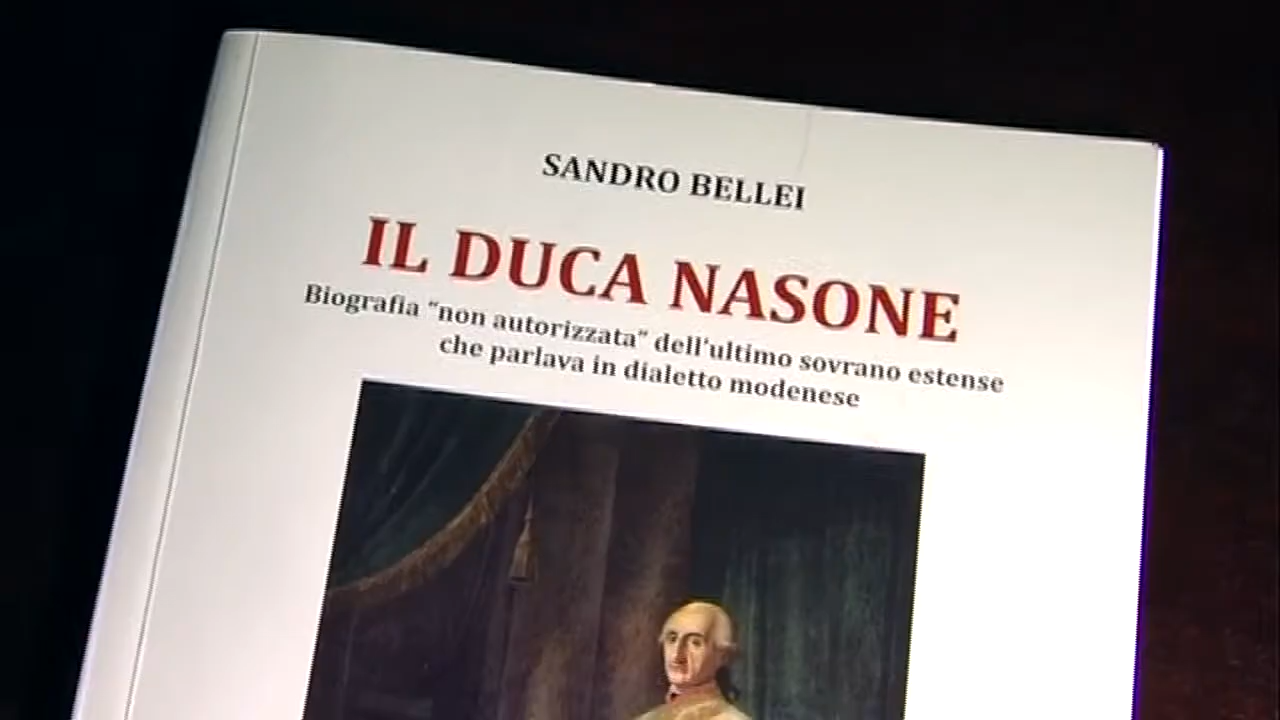 SANDRO BELLEI
IL DUCA NASONE
Biografia "non autorizzata" dell'ultimo sovrano estense
che parlava in dialetto modenese